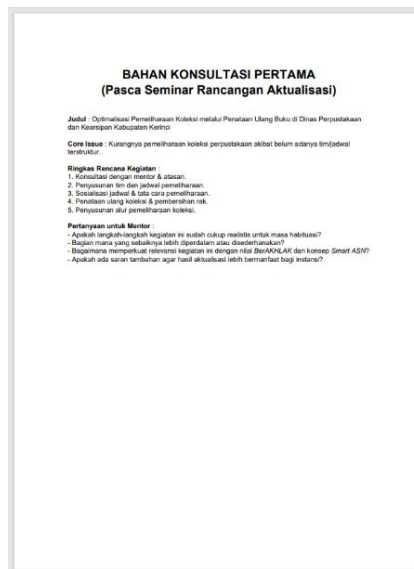 BAHAN KONSULTASI PERTAMA
(Pasca Seminar Rancangan Aktualisasi)
Judul : Optimalisasi Pemeliharaan Koleksi melalui Penataan Ulang Buku di Dinas Perpustakaan
dan Kearsipan Kabupaten Kerinci
Core Issue : Kurangnya pemeliharaan koleksi perpustakaan akibat belum adanya tim/jadwal
terstruktur.
Ringkas Rencana Kegiatan :
1. Konsultasi dengan mentor & atasan.
2. Penyusunan tim dan jadwal pemeliharaan.
3. Sosialisasi jadwal & tata cara pemeliharaan.
4. Penataan ulang koleksi & pembersihan rak.
5. Penyusunan alur pemeliharaan koleksi.
Pertanyaan untuk Mentor :
- Apakah langkah-langkah kegiatan ini sudah cukup realistis untuk masa habituasi?
- Bagian mana yang sebaiknya lebih diperdalam atau disederhanakan?
- Bagaimana memperkuat relevansi kegiatan ini dengan nilai BerAKHLAK dan konsep Smart ASN?
- Apakah ada saran tambahan agar hasil aktualisasi lebih bermanfaat bagi instansi?